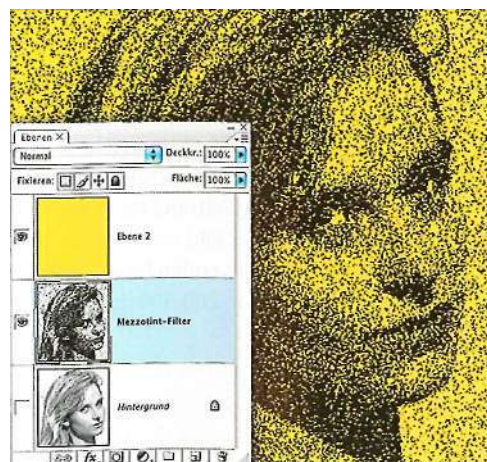 Ebenen
Normal Deckkr.: 100%
Fixieren: Fläche: 100%
Ebene 2
Mezzotint-Filter
Hintergrund